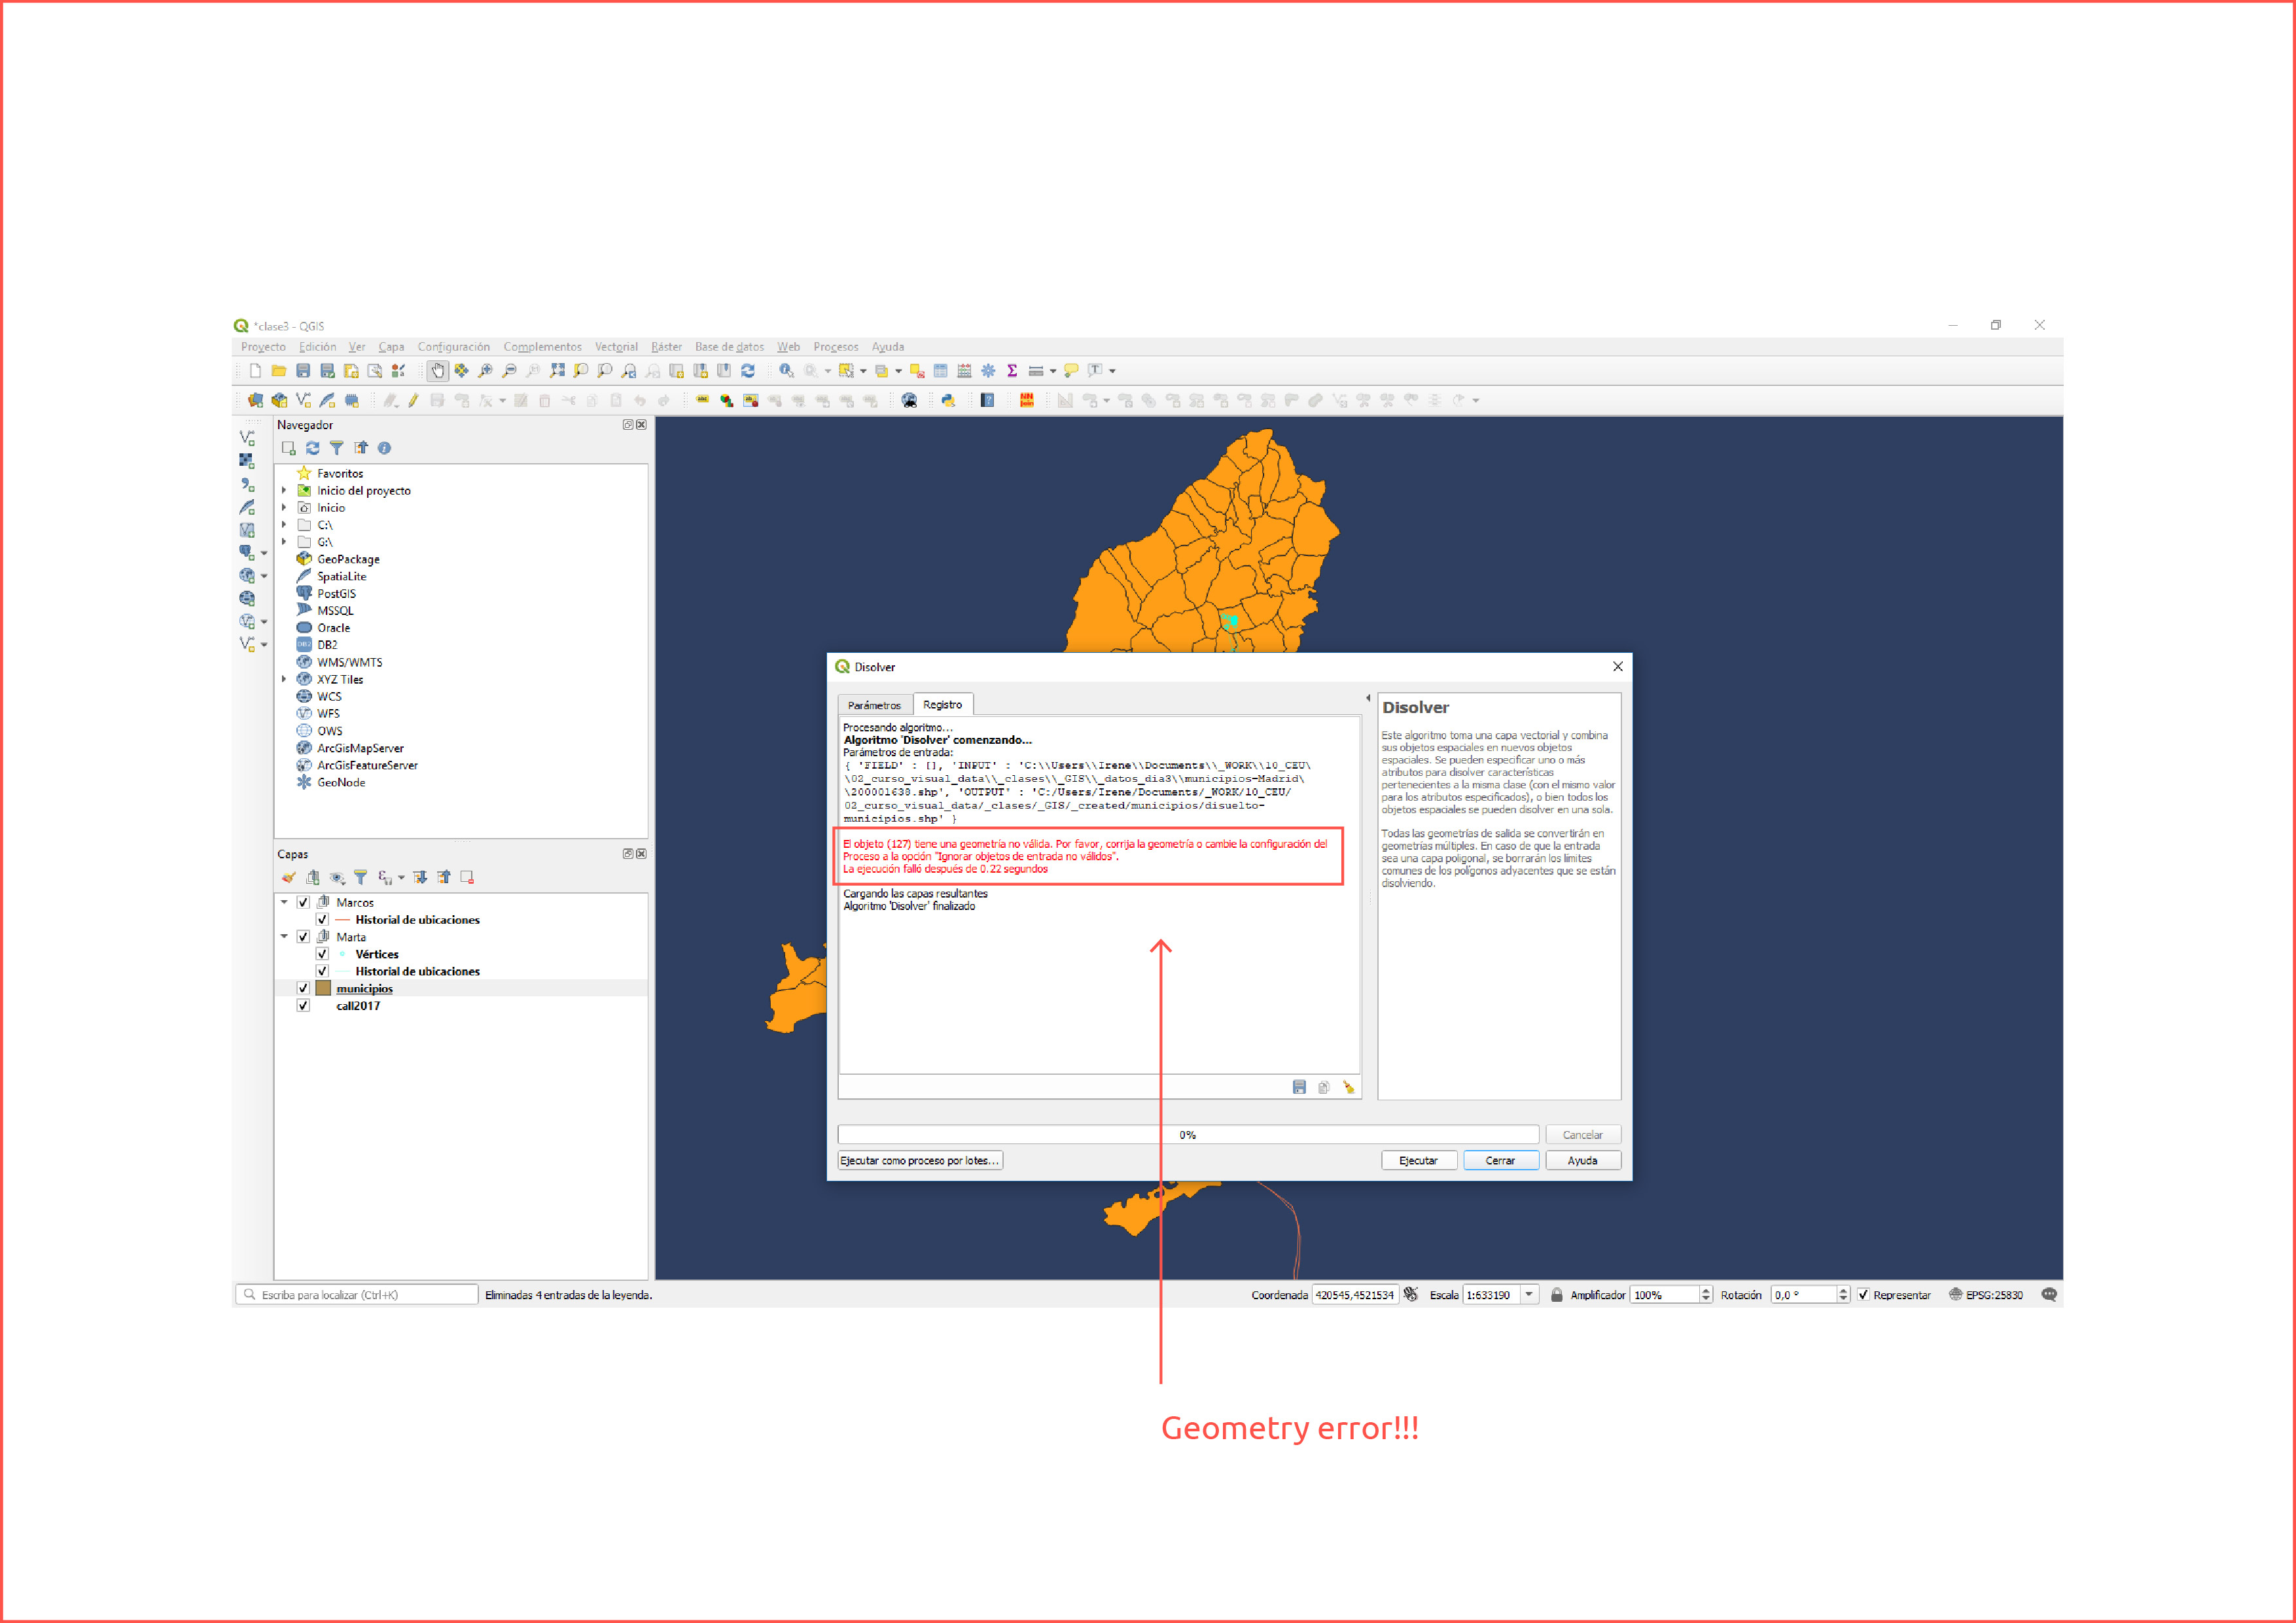 *clase3 - QGIS
Proyecto Edición Ver Capa Configuración Complementos Vectorial Ráster Base de datos Web Procesos Ayuda
Navegador
Favoritos
Inicio del proyecto
Inicio
C:\
G:\
GeoPackage
SpatiaLite
PostGIS
MSSQL
Oracle
DB2
WMS/WMTS
XYZ Tiles
WCS
WFS
OWS
ArcGisMapServer
ArcGisFeatureServer
GeoNode
Capas
Marcos
Historial de ubicaciones
Marta
Vértices
Historial de ubicaciones
municipios
call2017
Disolver
Parámetros Registro
Procesando algoritmo...
Algoritmo 'Disolver' comenzando...
Parámetros de entrada:
{ 'FIELD' : [], 'INPUT' : 'C:\\Users\\Irene\\Documents\\_WORK\\10_CEU\
\02_curso_visual_data\\_clases\\_GIS\\_datos_dia3\\municipios-Madrid\
\200001638.shp', 'OUTPUT' : 'C:/Users/Irene/Documents/_WORK/10_CEU/
02_curso_visual_data/_clases/_GIS/_created/municipios/disuelto-
municipios.shp' }
El objeto (127) tiene una geometría no válida. Por favor, corrija la geometría o cambie la configuración del
Proceso a la opción "Ignorar objetos de entrada no válidos".
La ejecución falló después de 0.22 segundos
Cargando las capas resultantes
Algoritmo 'Disolver' finalizado
Disolver
Este algoritmo toma una capa vectorial y combina
sus objetos espaciales en nuevos objetos
espaciales. Se pueden especificar uno o más
atributos para disolver características
pertenecientes a la misma clase (con el mismo valor
para los atributos especificados), o bien todos los
objetos espaciales se pueden disolver en una sola.
Todas las geometrías de salida se convertirán en
geometrías múltiples. En caso de que la entrada
sea una capa poligonal, se borrarán los límites
comunes de los polígonos adyacentes que se están
disolviendo.
0%
Cancelar
Ejecutar como proceso por lotes...
Ejecutar Cerrar Ayuda
Escriba para localizar (Ctrl+K) Eliminadas 4 entradas de la leyenda. Coordenada 420545,4521534 Escala 1:633190 Amplificador 100% Rotación 0,0 ° Representar EPSG:25830
Geometry error!!!